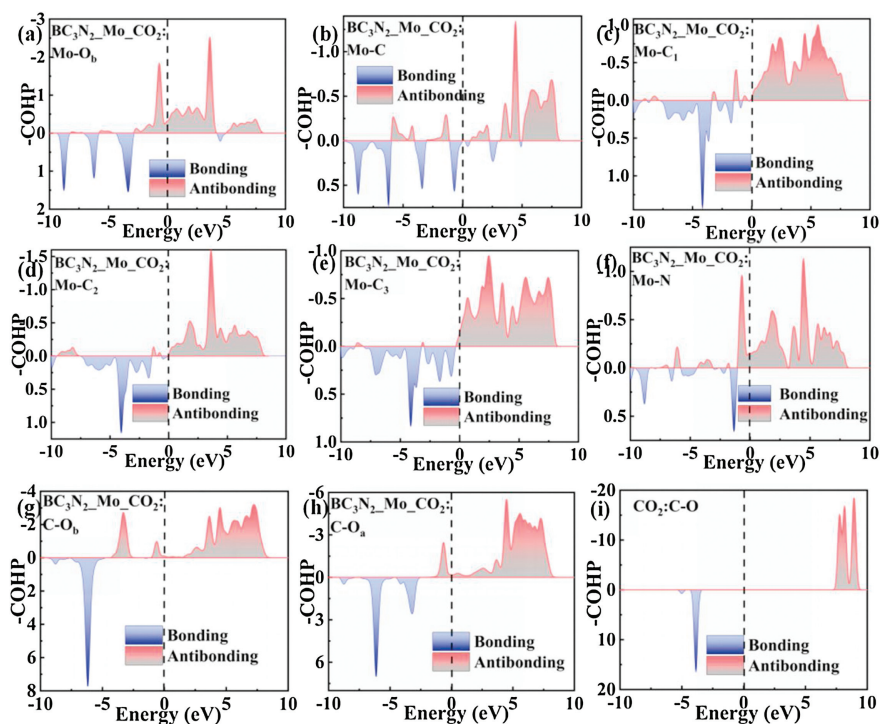 (a) BC₃N₂_Mo_CO₂:
Mo-O_b
-COHP
-3
-2
-1
0
1
2
Bonding
Antibonding
-10 -5 0 5 10
Energy (eV)
(b) BC₃N₂_Mo_CO₂:
Mo-C
-COHP
-1.0
-0.5
0.0
0.5
Bonding
Antibonding
-10 -5 0 5 10
Energy (eV)
(c) BC₃N₂_Mo_CO₂:
Mo-C₁
-COHP
-1.0
-0.5
0.0
0.5
1.0
Bonding
Antibonding
-10 -5 0 5 10
Energy (eV)
(d) BC₃N₂_Mo_CO₂:
Mo-C₂
-COHP
-1.5
-1.0
-0.5
0.0
0.5
1.0
Bonding
Antibonding
-10 -5 0 5 10
Energy (eV)
(e) BC₃N₂_Mo_CO₂:
Mo-C₃
-COHP
-1.0
-0.5
0.0
0.5
1.0
Bonding
Antibonding
-10 -5 0 5 10
Energy (eV)
(f) BC₃N₂_Mo_CO₂:
Mo-N
-COHP
-1.0
-0.5
0.0
0.5
Bonding
Antibonding
-10 -5 0 5 10
Energy (eV)
(g) BC₃N₂_Mo_CO₂:
C-O_b
-COHP
-4
-2
0
2
4
6
8
Bonding
Antibonding
-10 -5 0 5 10
Energy (eV)
(h) BC₃N₂_Mo_CO₂:
C-Oₐ
-COHP
-6
-3
0
3
6
Bonding
Antibonding
-10 -5 0 5 10
Energy (eV)
(i) CO₂:C-O
-COHP
-20
-10
0
10
20
Bonding
Antibonding
-10 -5 0 5 10
Energy (eV)